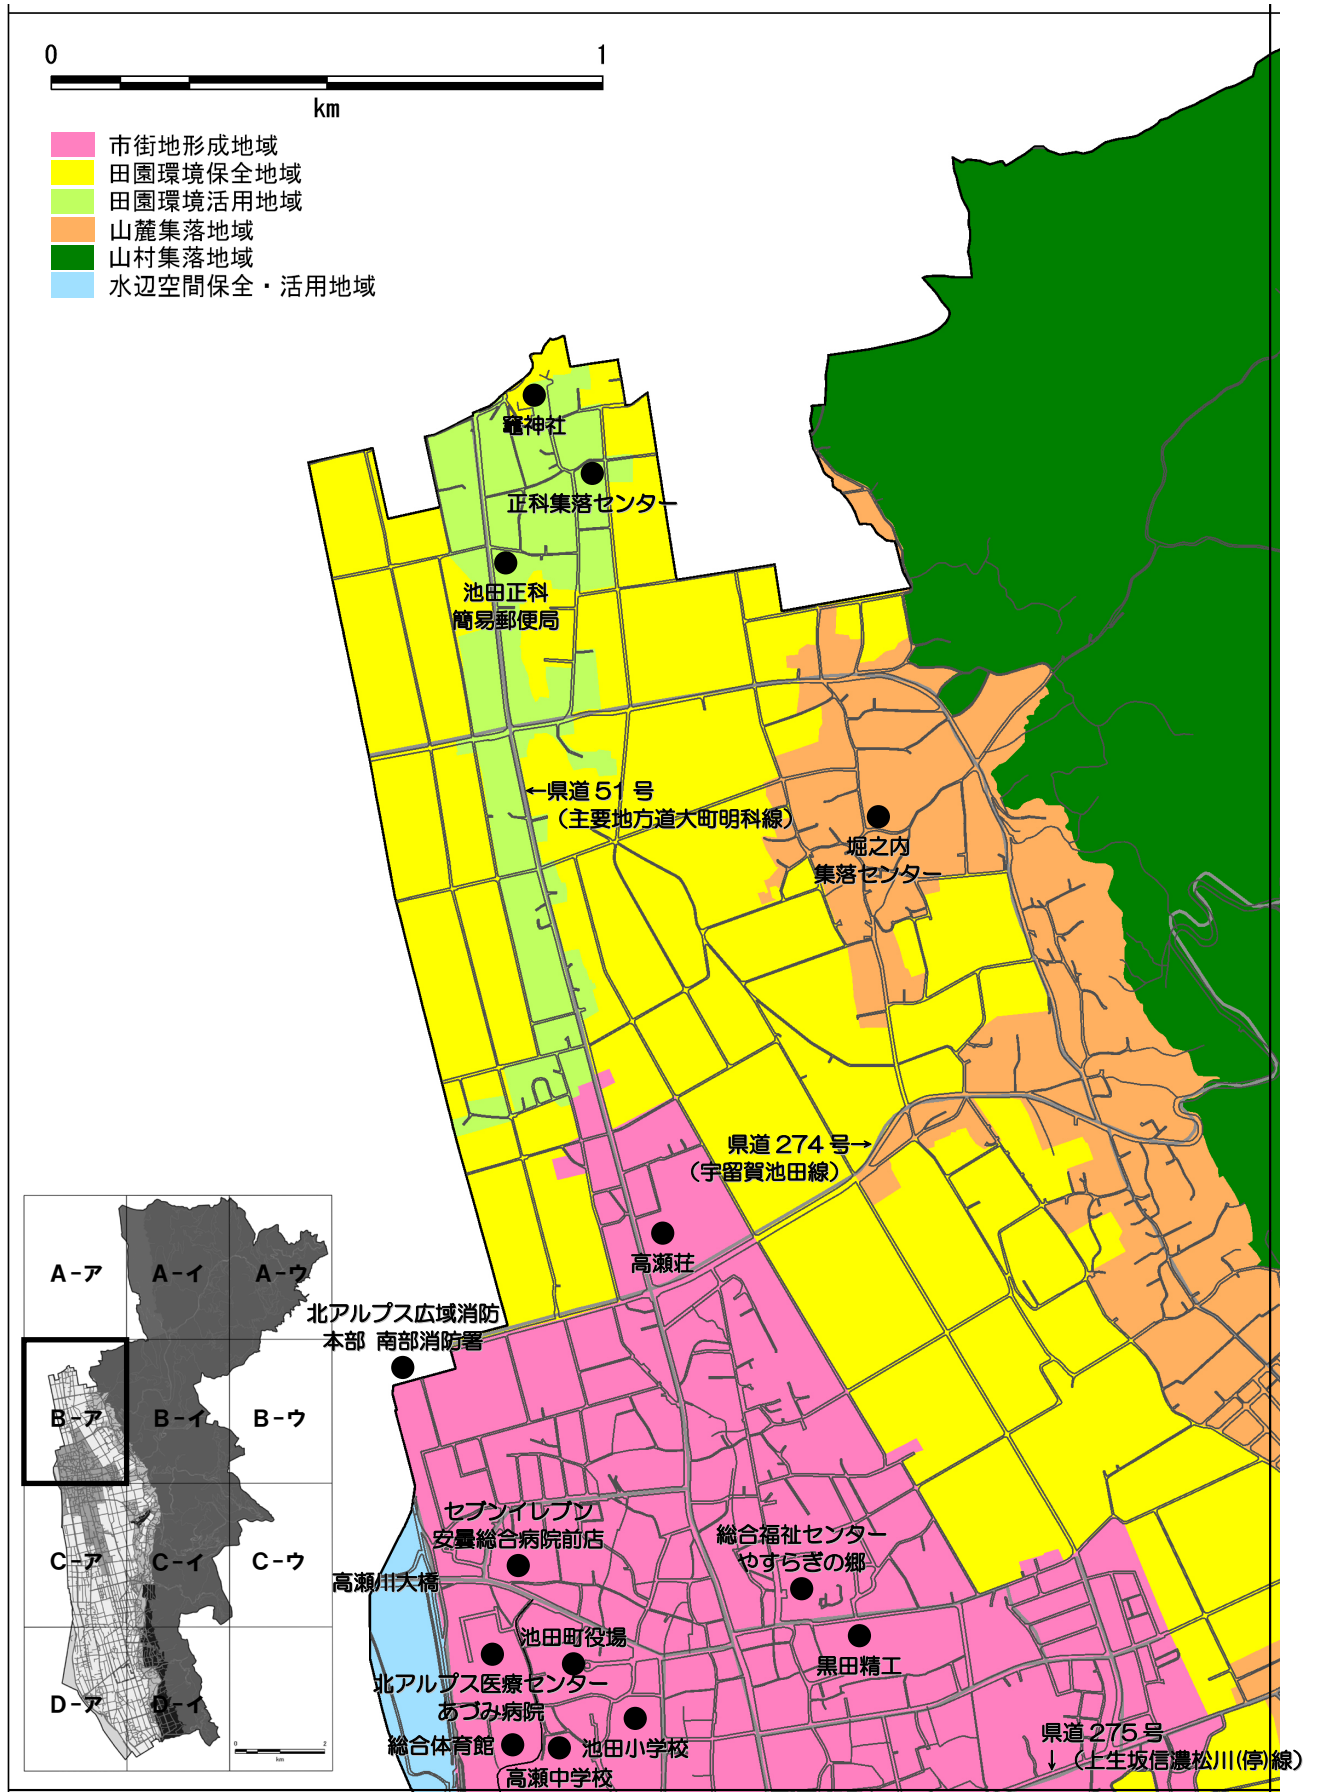 0 1
km
市街地形成地域
田園環境保全地域
田園環境活用地域
山麓集落地域
山村集落地域
水辺空間保全・活用地域
竈神社
正科集落センター
池田正科
簡易郵便局
←県道51号
（主要地方道大町明科線）
堀之内
集落センター
県道274号→
（宇留賀池田線）
高瀬荘
北アルプス広域消防
本部 南部消防署
セブンイレブン
安曇総合病院前店
総合福祉センター
やすらぎの郷
高瀬川大橋
池田町役場
黒田精工
北アルプス医療センター
あづみ病院
総合体育館
池田小学校
高瀬中学校
県道275号
↓（上生坂信濃松川(停)線）
A-ア A-イ A-ウ
B-ア B-イ B-ウ
C-ア C-イ C-ウ
D-ア D-イ
0 2
km